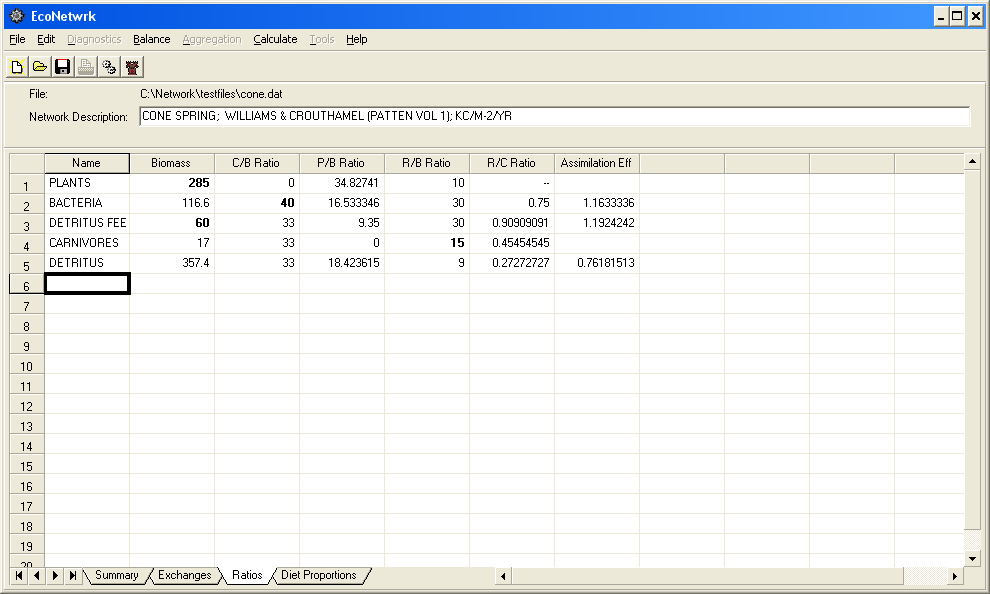 EcoNetwrk
File Edit Diagnostics Balance Aggregation Calculate Tools Help
File: C:\Network\testfiles\cone.dat
Network Description: CONE SPRING; WILLIAMS & CROUTHAMEL (PATTEN VOL 1); KC/M-2/YR
Name Biomass C/B Ratio P/B Ratio R/B Ratio R/C Ratio Assimilation Eff
1 PLANTS 285 0 34.82741 10 --
2 BACTERIA 116.6 40 16.533346 30 0.75 1.1633336
3 DETRITUS FEE 60 33 9.35 30 0.90909091 1.1924242
4 CARNIVORES 17 33 0 15 0.45454545
5 DETRITUS 357.4 33 18.423615 9 0.27272727 0.76181513
6
7
8
9
10
11
12
13
14
15
16
17
18
19
20
Summary Exchanges Ratios Diet Proportions